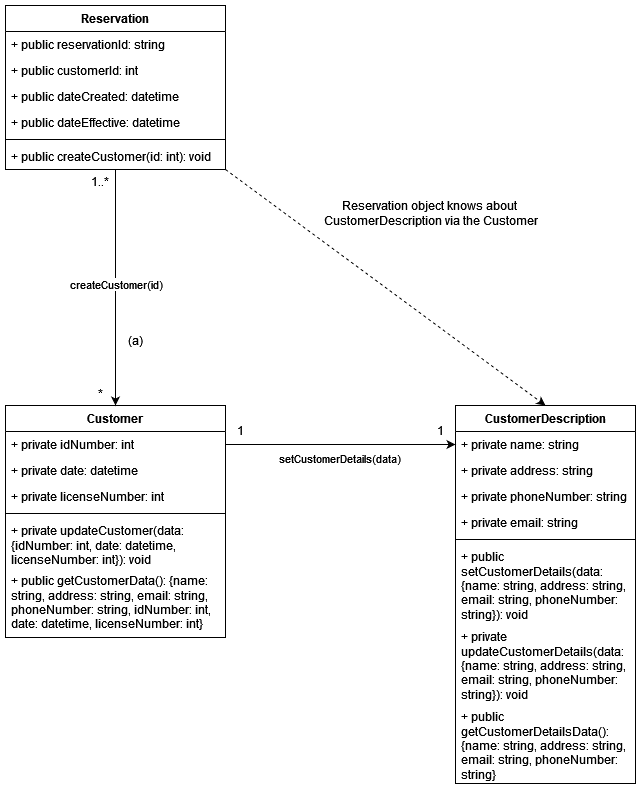 Reservation
+ public reservationId: string
+ public customerId: int
+ public dateCreated: datetime
+ public dateEffective: datetime
+ public createCustomer(id: int): void
1..*
Reservation object knows about
CustomerDescription via the Customer
createCustomer(id)
(a)
*
Customer
+ private idNumber: int
+ private date: datetime
+ private licenseNumber: int
+ private updateCustomer(data:
{idNumber: int, date: datetime,
licenseNumber: int}): void
+ public getCustomerData(): {name:
string, address: string, email: string,
phoneNumber: string, idNumber: int,
date: datetime, licenseNumber: int}
1
1
setCustomerDetails(data)
CustomerDescription
+ private name: string
+ private address: string
+ private phoneNumber: string
+ private email: string
+ public
setCustomerDetails(data:
{name: string, address: string,
email: string, phoneNumber:
string}): void
+ private
updateCustomerDetails(data:
{name: string, address: string,
email: string, phoneNumber:
string}): void
+ public
getCustomerDetailsData():
{name: string, address: string,
email: string, phoneNumber:
string}